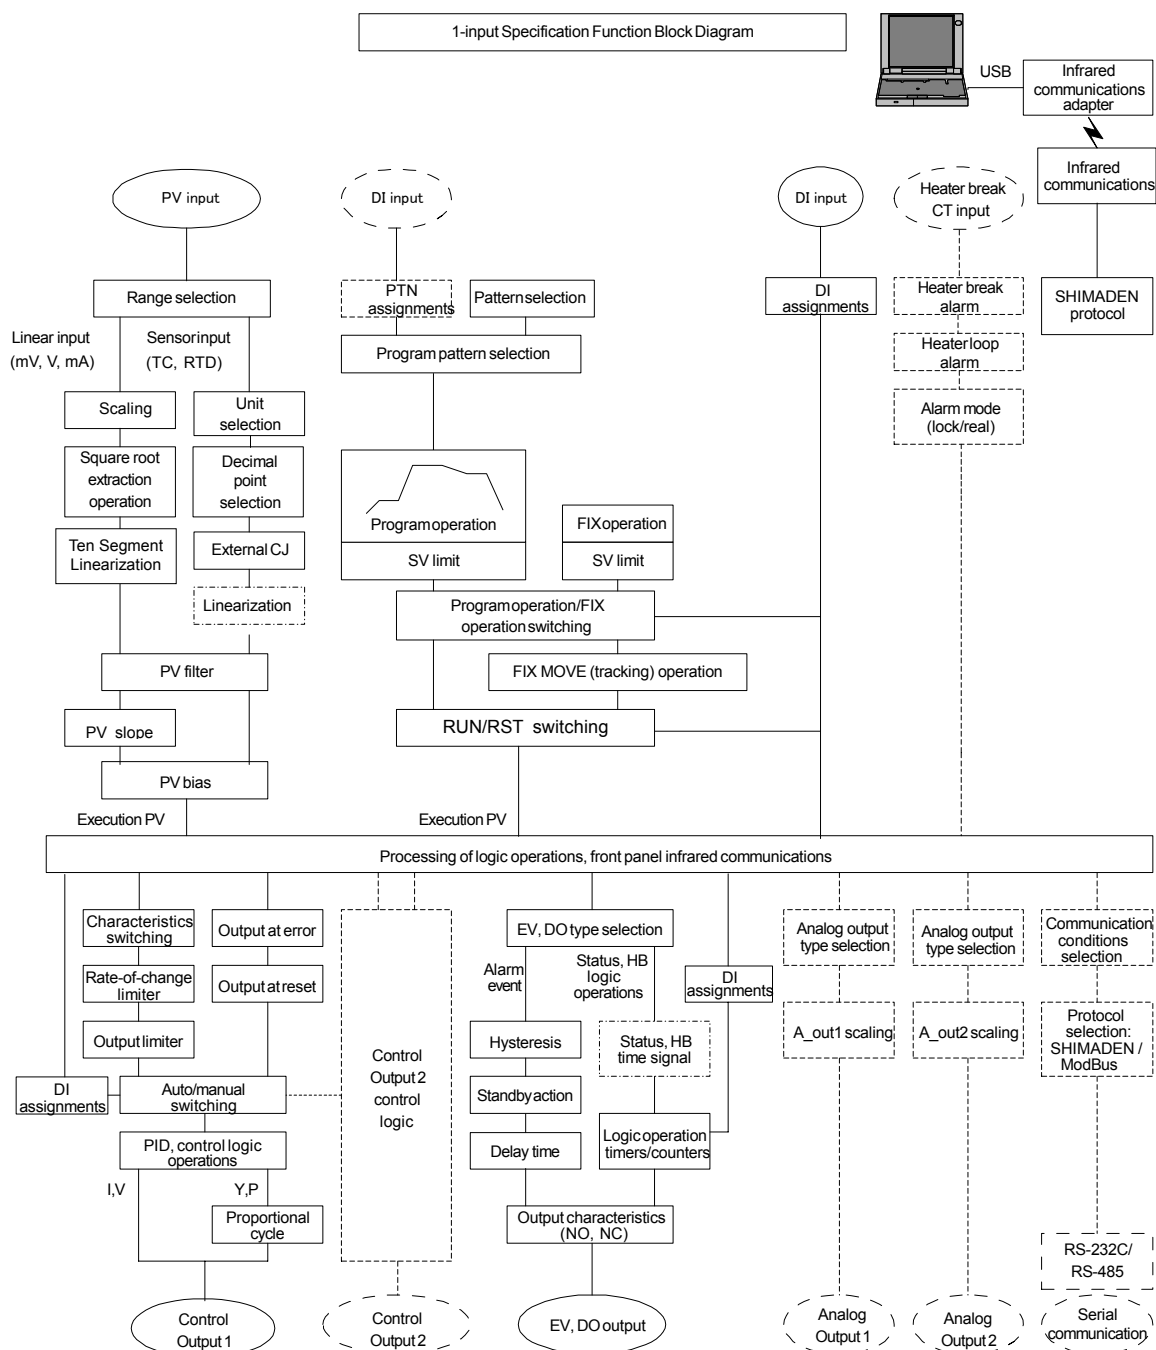 1-input Specification Function Block Diagram
USB
Infrared
communications
adapter
Infrared
communications
SHIMADEN
protocol
PV input
DI input
DI input
Heater break
CT input
Range selection
Linear input
(mV, V, mA)
Sensor input
(TC, RTD)
Scaling
Square root
extraction
operation
Ten Segment
Linearization
Unit
selection
Decimal
point
selection
External CJ
Linearization
PV filter
PV slope
PV bias
Execution PV
PTN
assignments
Pattern selection
Program pattern selection
Program operation
SV limit
FIX operation
SV limit
Program operation/FIX
operation switching
FIX MOVE (tracking) operation
RUN/RST switching
Execution PV
DI
assignments
Heater break
alarm
Heater loop
alarm
Alarm mode
(lock/real)
Processing of logic operations, front panel infrared communications
Characteristics
switching
Rate-of-change
limiter
Output limiter
Output at error
Output at reset
DI
assignments
Auto/manual
switching
PID, control logic
operations
I,V
Y,P
Proportional
cycle
Control
Output 1
Control
Output 2
control
logic
Control
Output 2
EV, DO type selection
Alarm
event
Status, HB
logic
operations
Hysteresis
Standby action
Delay time
Status, HB
time signal
Logic operation
timers/counters
DI
assignments
Output characteristics
(NO, NC)
EV, DO output
Analog output
type selection
A_out1 scaling
Analog
Output 1
Analog output
type selection
A_out2 scaling
Analog
Output 2
Communication
conditions
selection
Protocol
selection:
SHIMADEN /
ModBus
RS-232C/
RS-485
Serial
communication